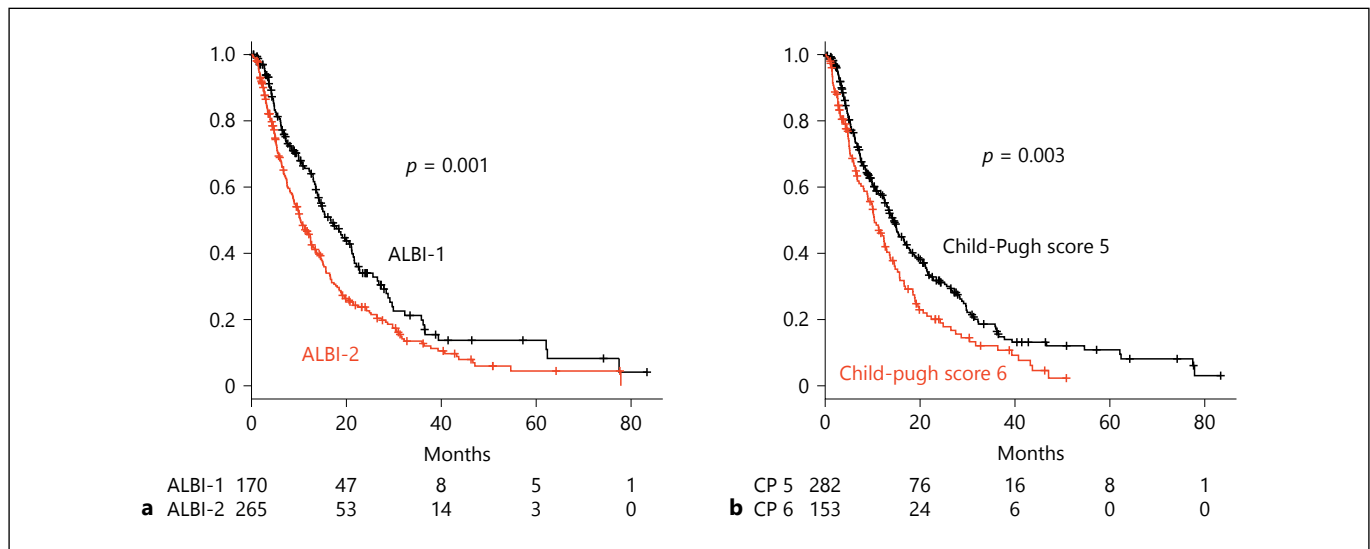 1.0
0.8
0.6
0.4
0.2
0
p = 0.001
ALBI-1
ALBI-2
0 20 40 60 80
Months
ALBI-1 170 47 8 5 1
a ALBI-2 265 53 14 3 0
1.0
0.8
0.6
0.4
0.2
0
p = 0.003
Child-Pugh score 5
Child-pugh score 6
0 20 40 60 80
Months
CP 5 282 76 16 8 1
b CP 6 153 24 6 0 0